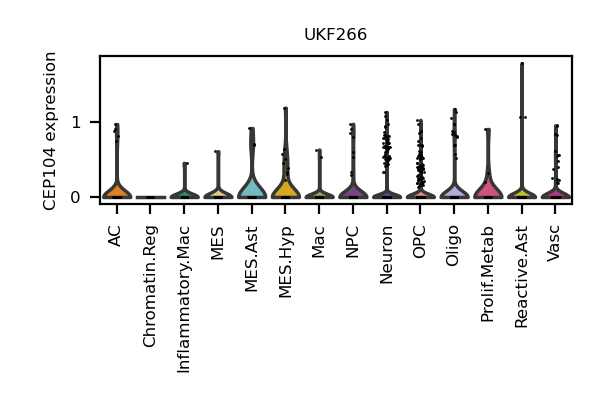 UKF266
CEP104 expression
1
0
AC
Chromatin.Reg
Inflammatory.Mac
MES
MES.Ast
MES.Hyp
Mac
NPC
Neuron
OPC
Oligo
Prolif.Metab
Reactive.Ast
Vasc